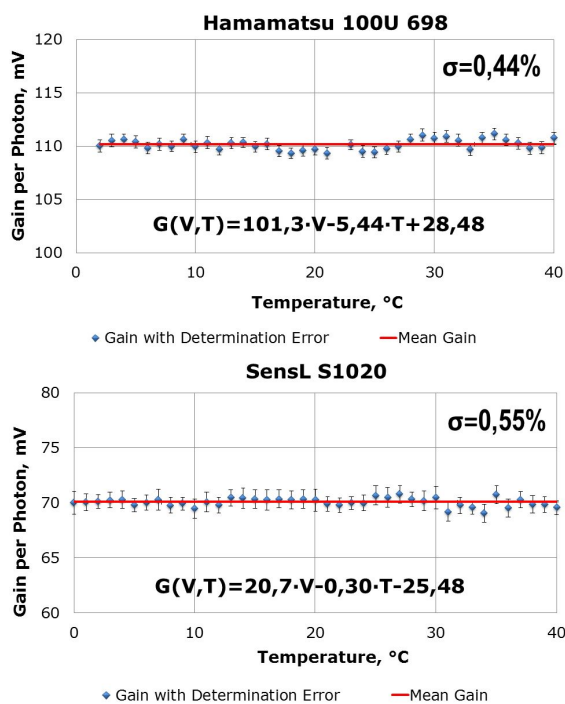 Hamamatsu 100U 698
120
σ=0,44%
115
Gain per Photon, mV
110
105
G(V,T)=101,3·V-5,44·T+28,48
100
0 10 20 30 40
Temperature, °C
Gain with Determination Error Mean Gain
SensL S1020
80
σ=0,55%
75
Gain per Photon, mV
70
65
G(V,T)=20,7·V-0,30·T-25,48
60
0 10 20 30 40
Temperature, °C
Gain with Determination Error Mean Gain